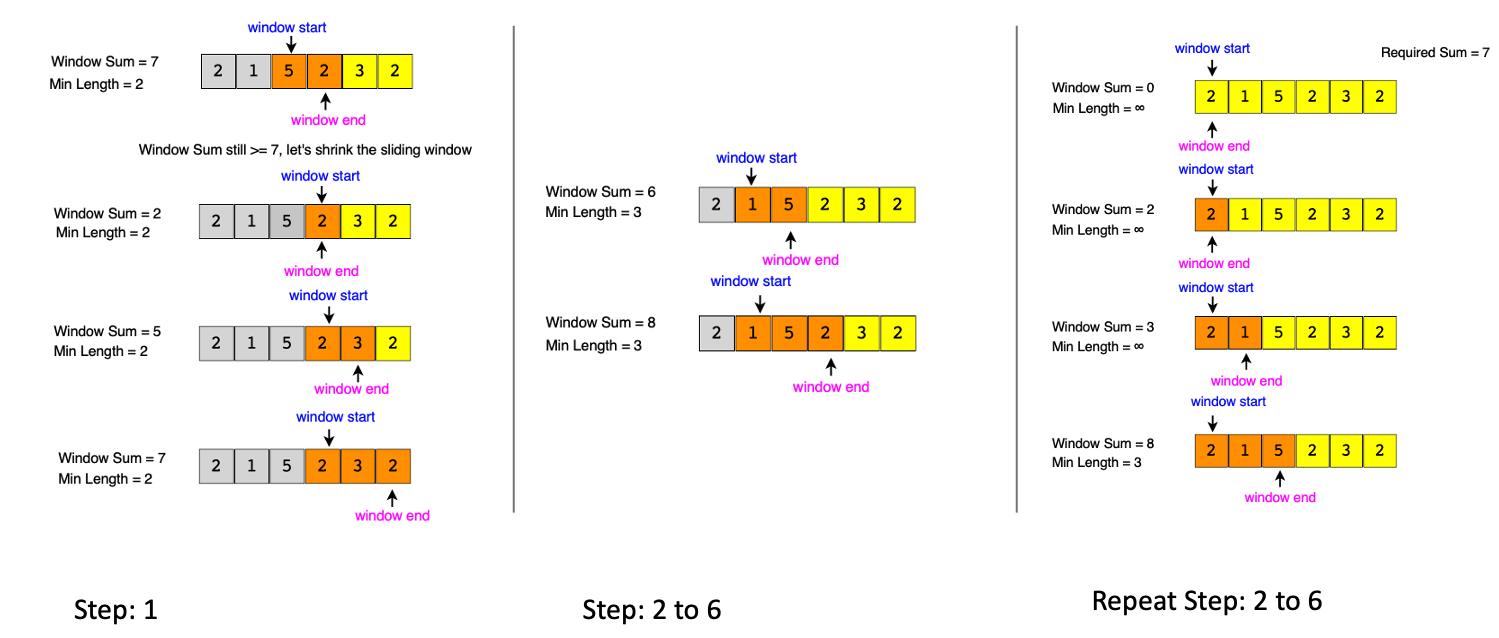 window start
Window Sum = 7
Min Length = 2
2 1 5 2 3 2
window end
Window Sum still >= 7, let's shrink the sliding window
window start
Window Sum = 2
Min Length = 2
2 1 5 2 3 2
window end
window start
Window Sum = 5
Min Length = 2
2 1 5 2 3 2
window end
window start
Window Sum = 7
Min Length = 2
2 1 5 2 3 2
window end
Step: 1
window start
Window Sum = 6
Min Length = 3
2 1 5 2 3 2
window end
window start
Window Sum = 8
Min Length = 3
2 1 5 2 3 2
window end
Step: 2 to 6
window start
Required Sum = 7
Window Sum = 0
Min Length = ∞
2 1 5 2 3 2
window end
window start
Window Sum = 2
Min Length = ∞
2 1 5 2 3 2
window end
window start
Window Sum = 3
Min Length = ∞
2 1 5 2 3 2
window end
window start
Window Sum = 8
Min Length = 3
2 1 5 2 3 2
window end
Repeat Step: 2 to 6